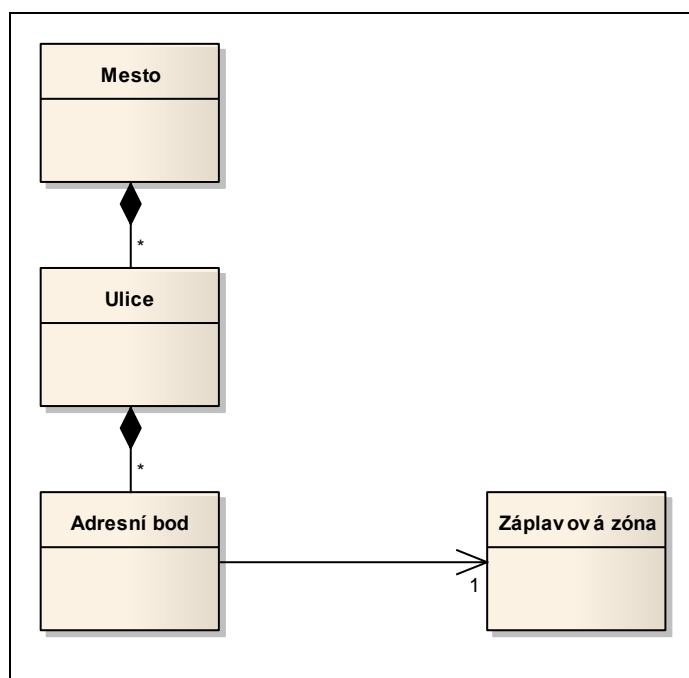 Mesto
*
Ulice
*
Adresní bod
Záplavová zóna
1